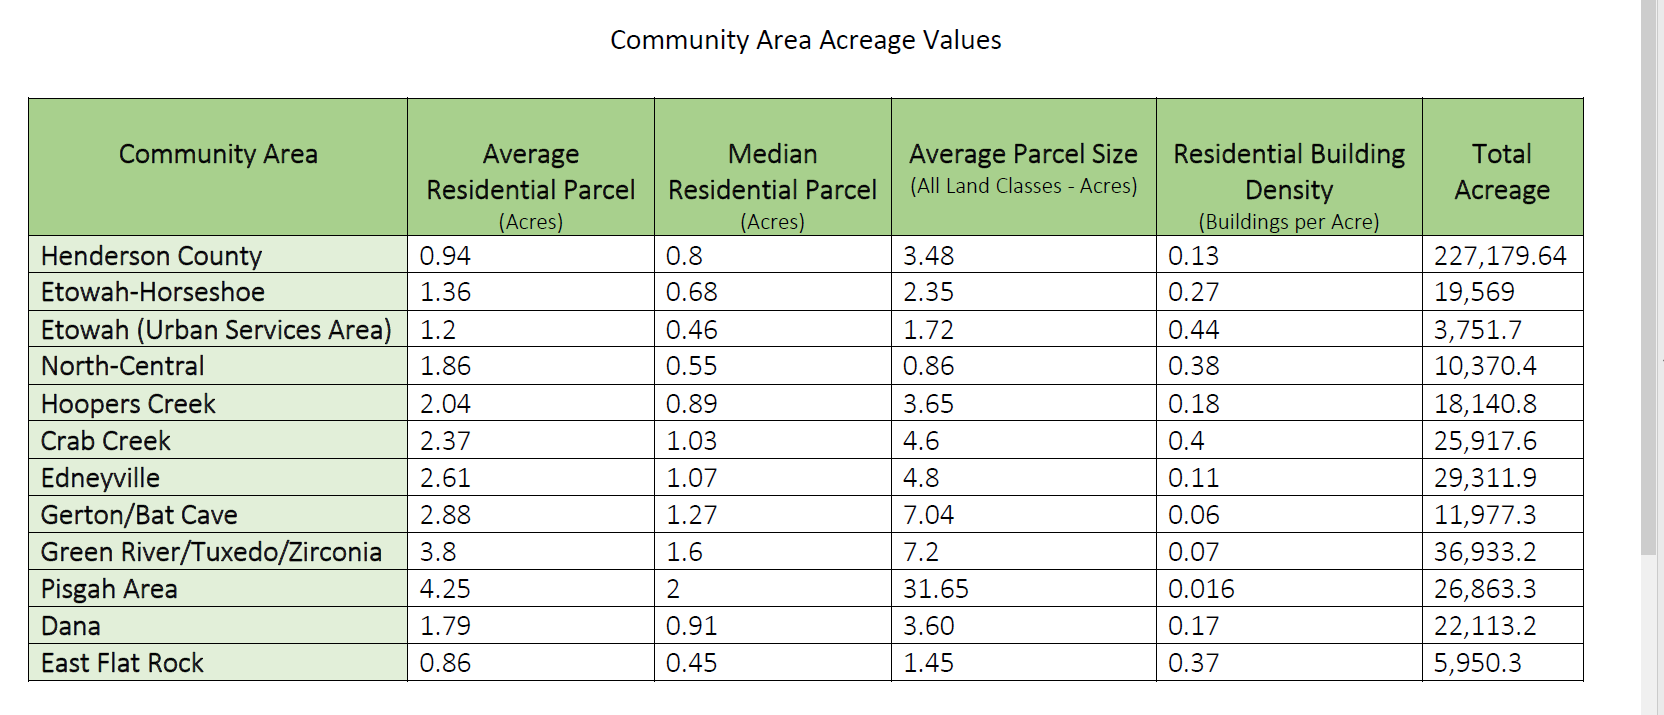 Community Area Acreage Values
Community Area
Average
Residential Parcel
(Acres)
Median
Residential Parcel
(Acres)
Average Parcel Size
(All Land Classes - Acres)
Residential Building
Density
(Buildings per Acre)
Total
Acreage
Henderson County 0.94 0.8 3.48 0.13 227,179.64
Etowah-Horseshoe 1.36 0.68 2.35 0.27 19,569
Etowah (Urban Services Area) 1.2 0.46 1.72 0.44 3,751.7
North-Central 1.86 0.55 0.86 0.38 10,370.4
Hoopers Creek 2.04 0.89 3.65 0.18 18,140.8
Crab Creek 2.37 1.03 4.6 0.4 25,917.6
Edneyville 2.61 1.07 4.8 0.11 29,311.9
Gerton/Bat Cave 2.88 1.27 7.04 0.06 11,977.3
Green River/Tuxedo/Zirconia 3.8 1.6 7.2 0.07 36,933.2
Pisgah Area 4.25 2 31.65 0.016 26,863.3
Dana 1.79 0.91 3.60 0.17 22,113.2
East Flat Rock 0.86 0.45 1.45 0.37 5,950.3